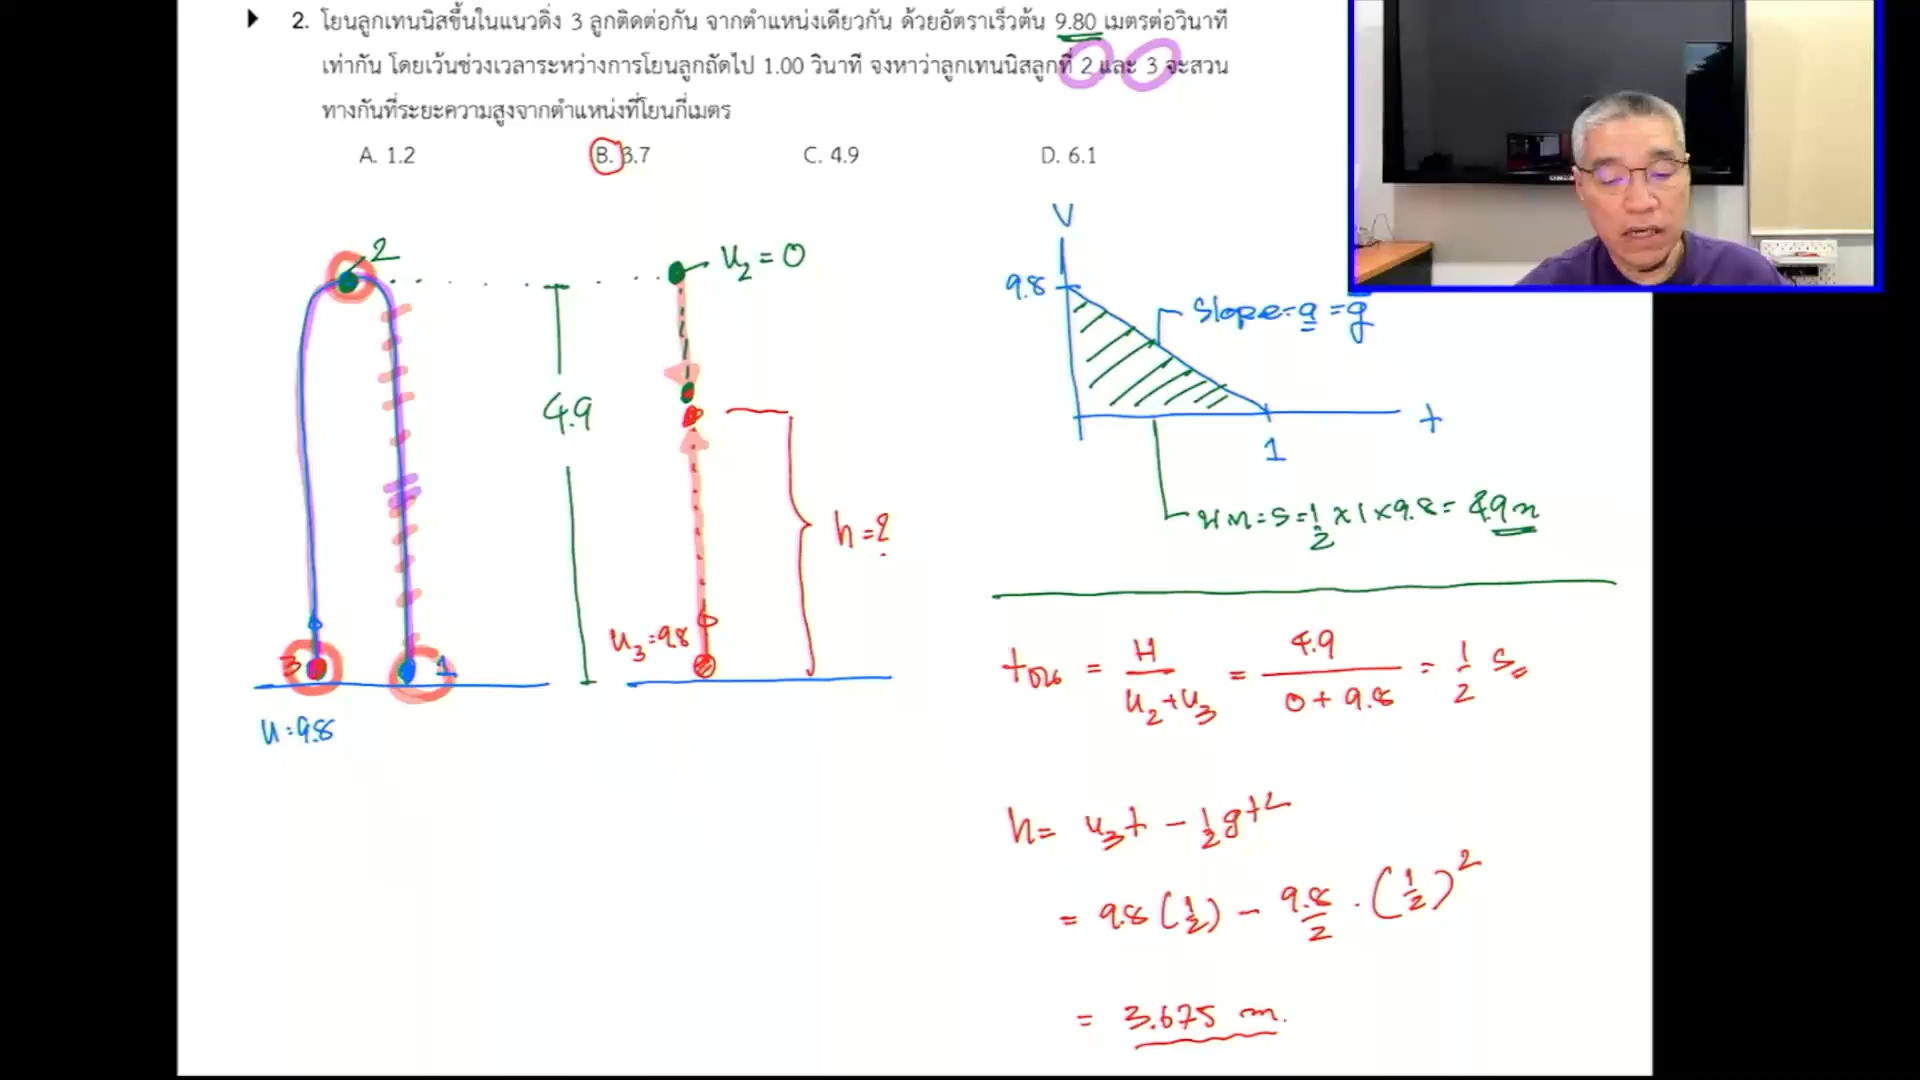 2. โยนลูกเทนนิสขึ้นในแนวดิ่ง 3 ลูกติดต่อกัน จากตำแหน่งเดียวกัน ด้วยอัตราเร็วต้น 9.80 เมตรต่อวินาที
เท่ากัน โดยเว้นช่วงเวลาระหว่างการโยนลูกถัดไป 1.00 วินาที จงหาว่าลูกเทนนิสลูกที่ 2 และ 3 จะสวน
ทางกันที่ระยะความสูงจากตำแหน่งที่โยนกี่เมตร
A. 1.2 B. 3.7 C. 4.9 D. 6.1
2
u₂ = 0
4.9
h = ?
u₃ = 9.8
3 1
u = 9.8
V
9.8
Slope = a = g
1
t
พท = S = 1/2 x 1 x 9.8 = 4.9 m
t = H/(u₂+u₃) = 4.9/(0+9.8) = 1/2 s
h = u₃t - 1/2 gt²
= 9.8 (1/2) - 9.8/2 . (1/2)²
= 3.675 m.